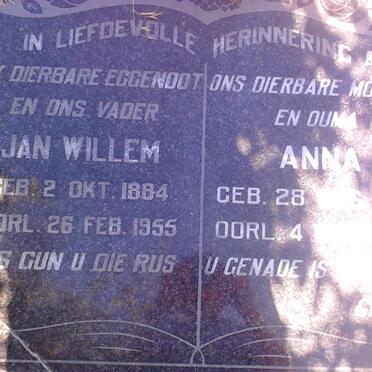 IN LIEFDEVOLLE HERINNERING A
DIERBARE EGGENOOT
EN ONS VADER
JAN WILLEM
GEB. 2 OKT. 1884
OORL. 26 FEB. 1955
GUN U DIE RUS
ONS DIERBARE MO
EN OUMA
ANNA
GEB. 28
OORL. 4
U GENADE IS